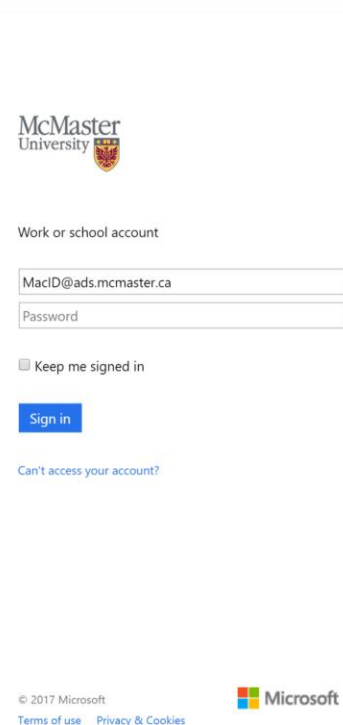 McMaster
University
Work or school account
MacID@ads.mcmaster.ca
Password
Keep me signed in
Sign in
Can't access your account?
© 2017 Microsoft
Microsoft
Terms of use Privacy & Cookies